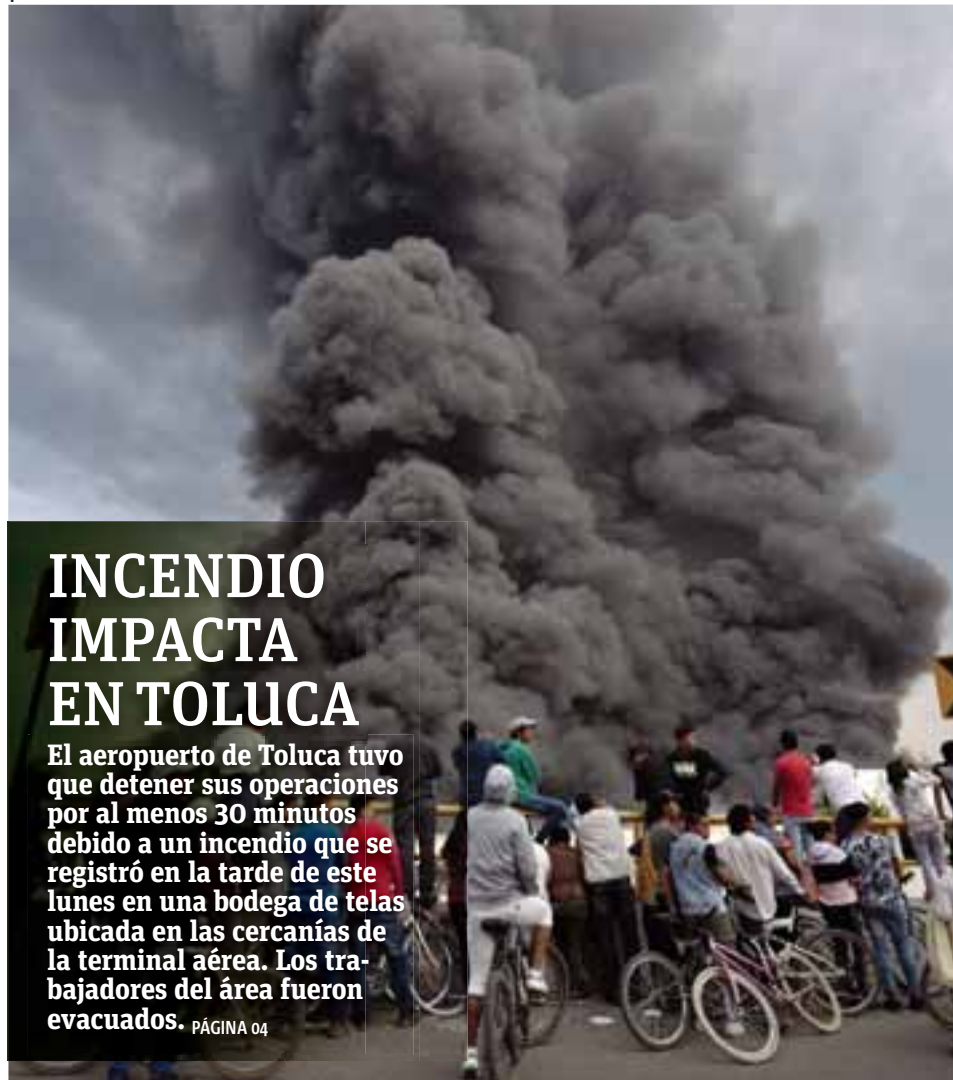 INCENDIO
IMPACTA
EN TOLUCA
El aeropuerto de Toluca tuvo
que detener sus operaciones
por al menos 30 minutos
debido a un incendio que se
registró en la tarde de este
lunes en una bodega de telas
ubicada en las cercanías de
la terminal aérea. Los tra-
bajadores del área fueron
evacuados. PÁGINA 04